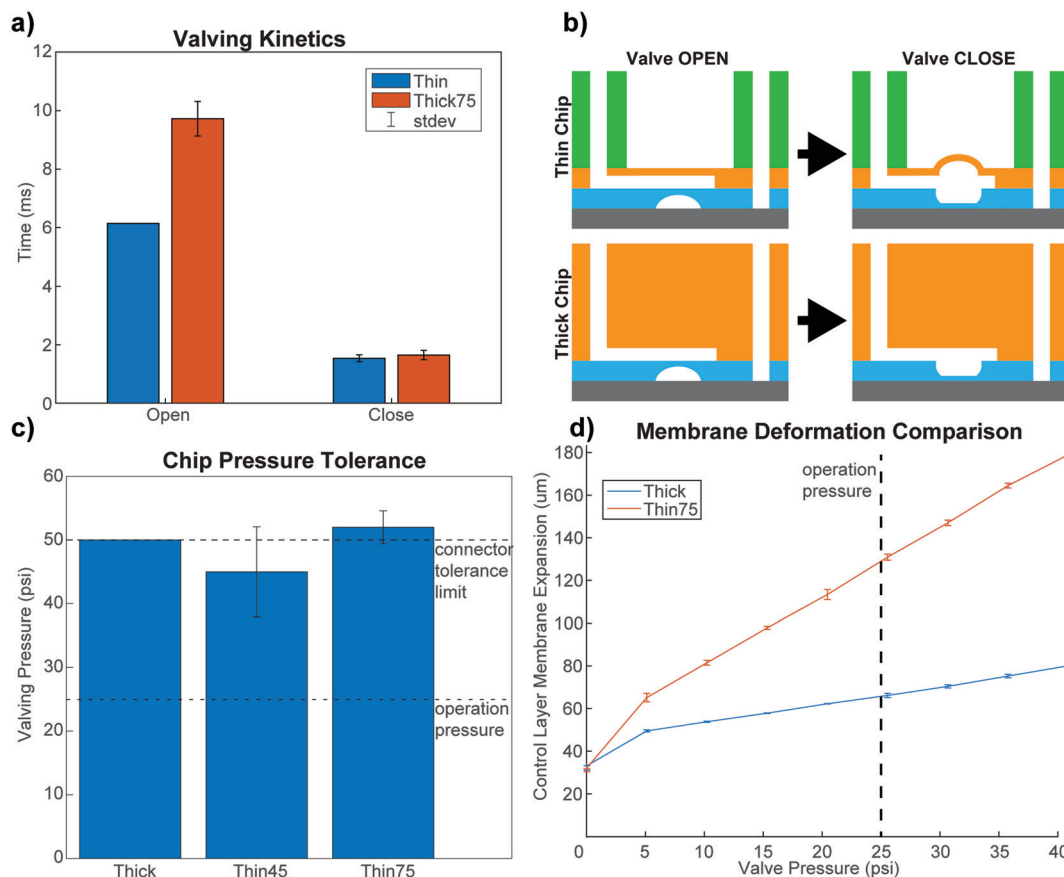 a)
Valving Kinetics
12
10
8
6
4
2
0
Time (ms)
Thin
Thick75
stdev
Open
Close
b)
Valve OPEN
Valve CLOSE
Thin Chip
Thick Chip
c)
Chip Pressure Tolerance
60
50
40
30
20
10
0
Valving Pressure (psi)
connector
tolerance
limit
operation
pressure
Thick
Thin45
Thin75
d)
Membrane Deformation Comparison
180
160
140
120
100
80
60
40
20
Control Layer Membrane Expansion (um)
Thick
Thin75
operation
pressure
0
5
10
15
20
25
30
35
40
Valve Pressure (psi)